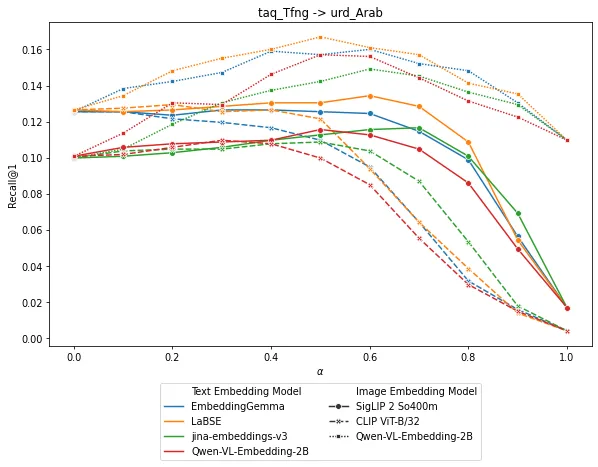 taq_Tfng -> urd_Arab
Recall@1
0.16
0.14
0.12
0.10
0.08
0.06
0.04
0.02
0.00
0.0 0.2 0.4 0.6 0.8 1.0
α
Text Embedding Model Image Embedding Model
EmbeddingGemma SigLIP 2 So400m
LaBSE CLIP ViT-B/32
jina-embeddings-v3 Qwen-VL-Embedding-2B
Qwen-VL-Embedding-2B